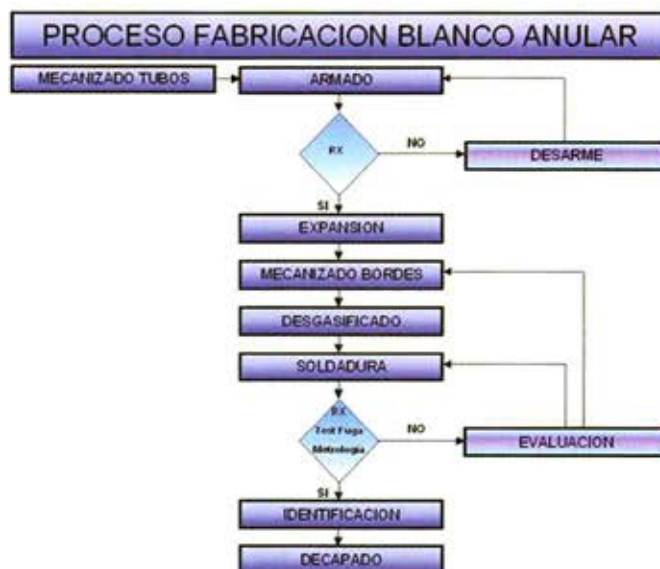 PROCESO FABRICACION BLANCO ANULAR
MECANIZADO TUBOS
ARMADO
RX
NO
DESARME
SI
EXPANSION
MECANIZADO BORDES
DESGASIFICADO
SOLDADURA
RX
Test Fuga
Metrología
NO
EVALUACION
SI
IDENTIFICACION
DECAPADO